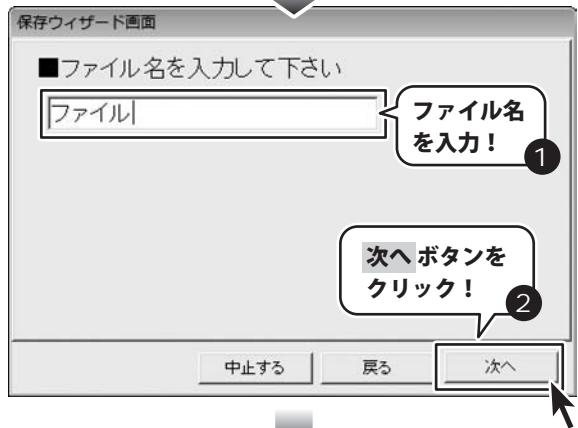 保存ウィザード画面
■ファイル名を入力して下さい
ファイル
ファイル名
を入力！
1
次へ ボタンを
クリック！
2
中止する
戻る
次へ